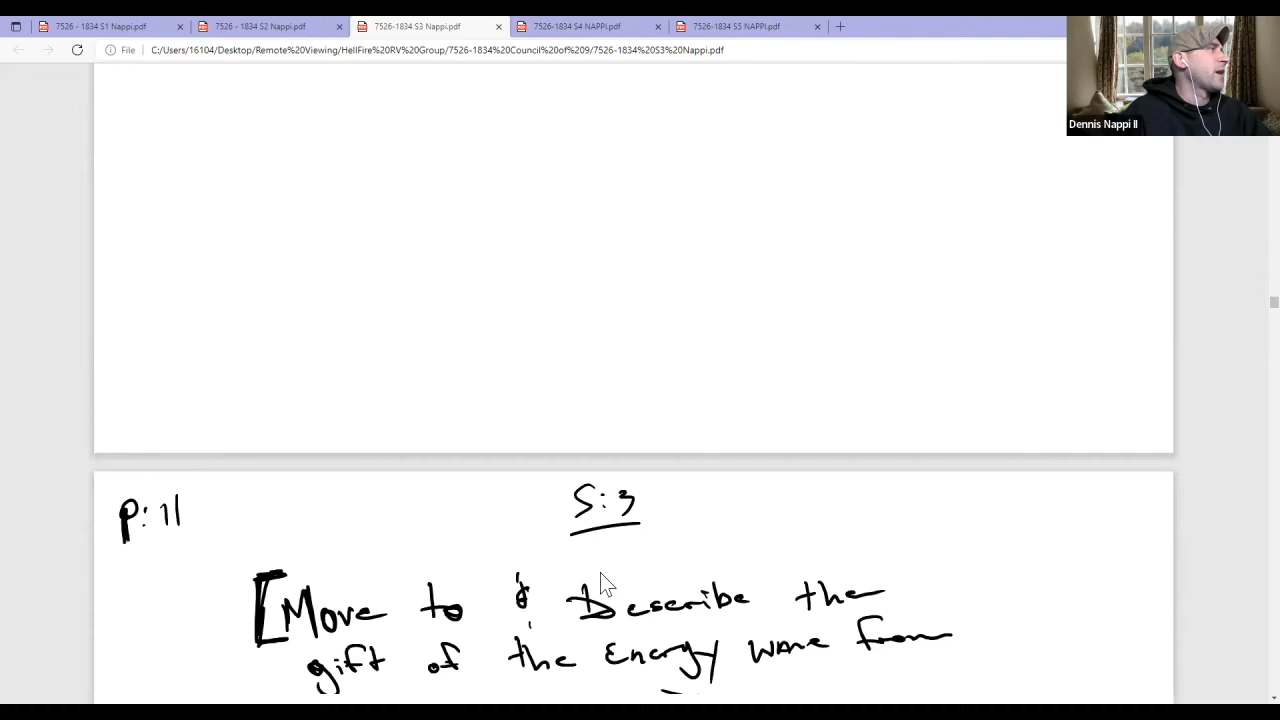 7526 - 1834 S1 Nappi.pdf
7526 - 1834 S2 Nappi.pdf
7526-1834 S3 Nappi.pdf
7526-1834 S4 NAPPI.pdf
7526-1834 S5 NAPPI.pdf
File
C:/Users/16104/Desktop/Remote%20Viewing/HellFire%20RV%20Group/7526-1834%20Council%20of%209/7526-1834%20S3%20Nappi.pdf
Dennis Nappi II
P: 11
S: 3
[Move to & Describe the
gift of the Energy wave from